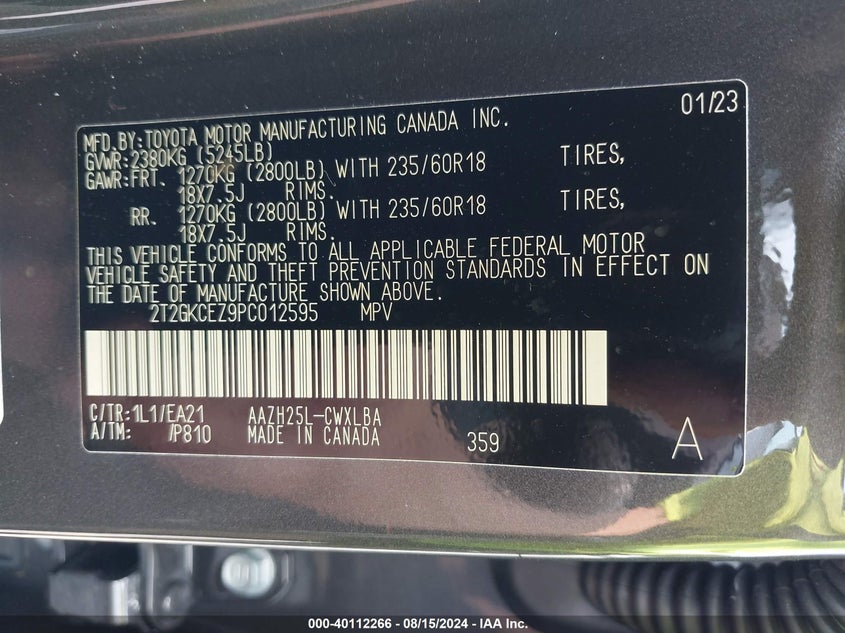 01/23
MFD.BY:TOYOTA MOTOR MANUFACTURING CANADA INC.
GVWR:2380KG (5245LB)
GAWR:FRT. 1270KG (2800LB) WITH 235/60R18 TIRES,
18X7.5J RIMS.
RR. 1270KG (2800LB) WITH 235/60R18 TIRES,
18X7.5J RIMS.
THIS VEHICLE CONFORMS TO ALL APPLICABLE FEDERAL MOTOR
VEHICLE SAFETY AND THEFT PREVENTION STANDARDS IN EFFECT ON
THE DATE OF MANUFACTURE SHOWN ABOVE.
2T2GKCEZ9PC012595 MPV
C/TR:1L1/EA21 AAZH25L-CWXLBA
A/TM: /P810 MADE IN CANADA 359 A
000-40112266 - 08/15/2024 - IAA Inc.